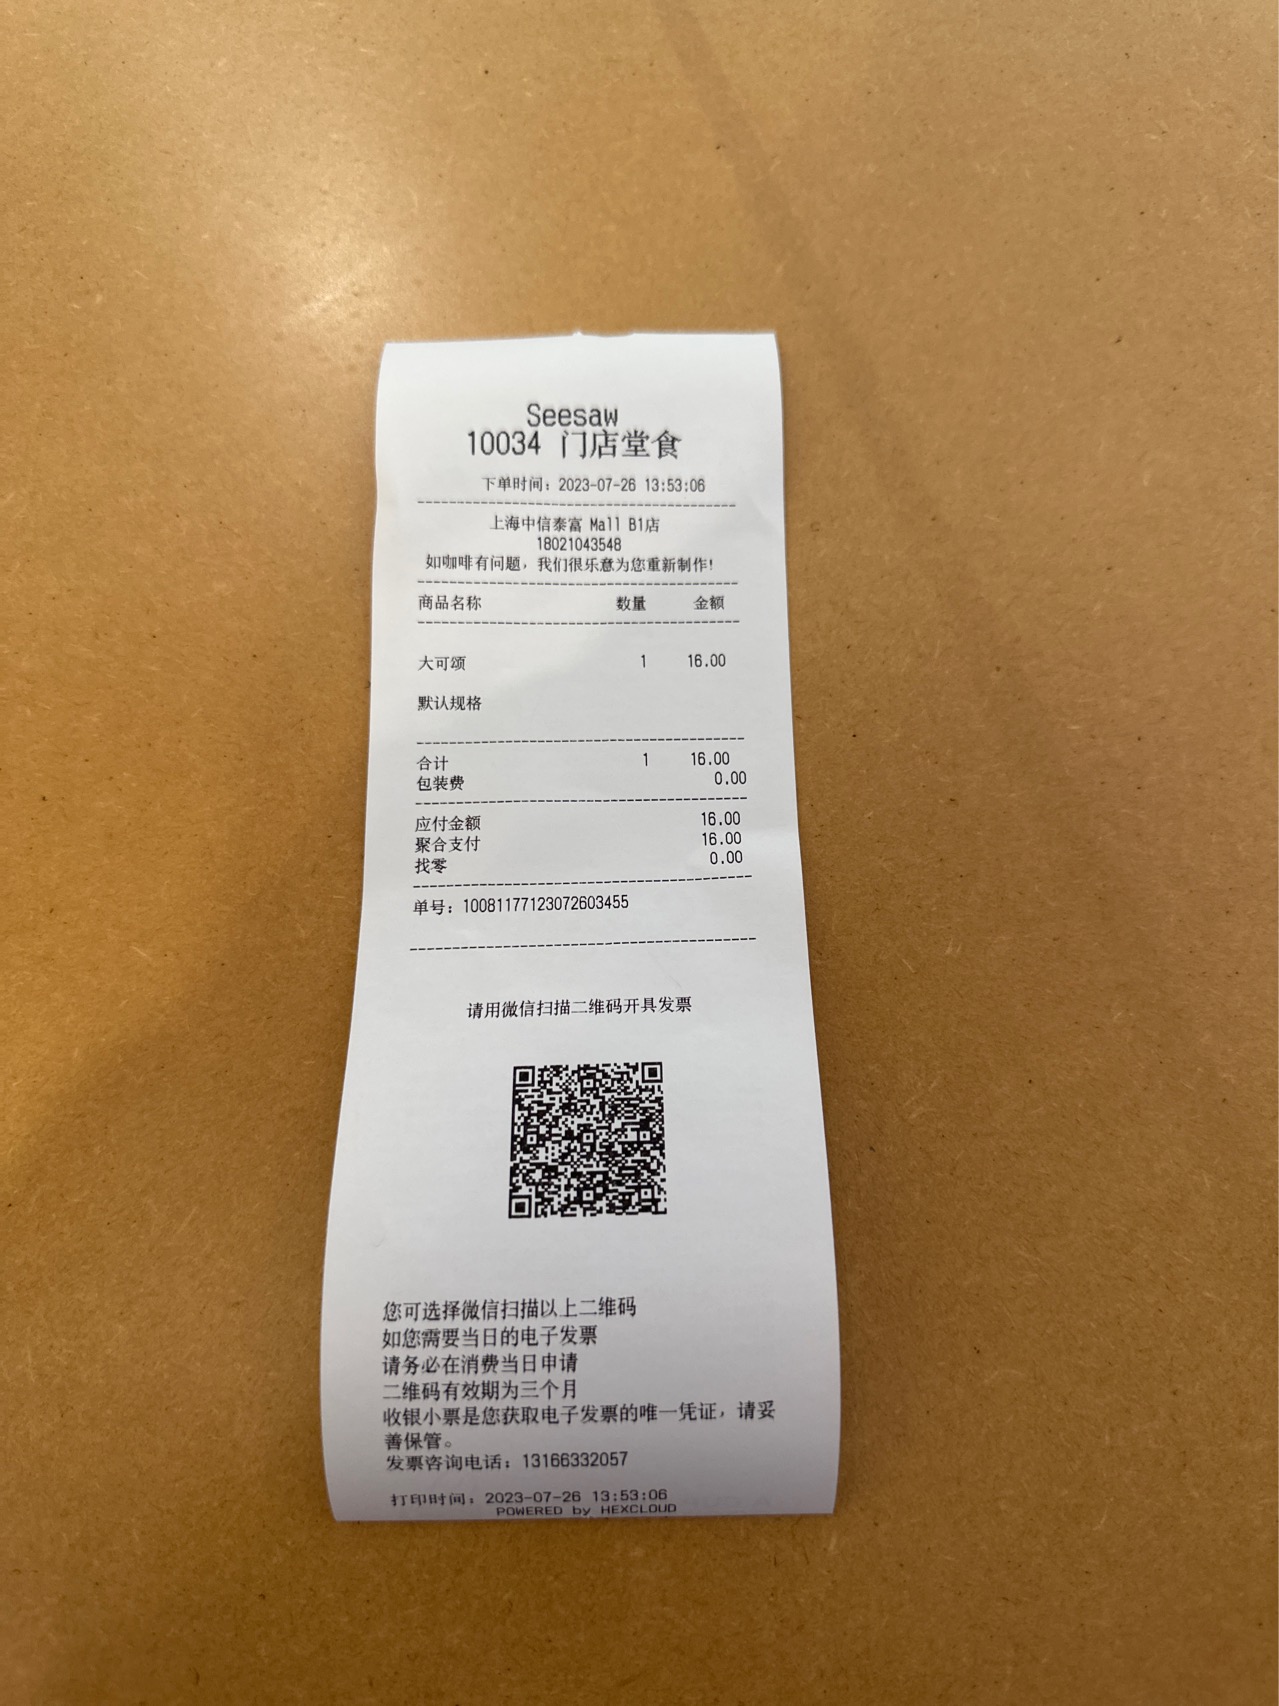 Seesaw
10034 门店堂食
下单时间：2023-07-26 13:53:06
上海中信泰富 Mall B1店
18021043548
如咖啡有问题，我们很乐意为您重新制作！
商品名称 数量 金额
大可颂 1 16.00
默认规格
合计 1 16.00
包装费 0.00
应付金额 16.00
聚合支付 16.00
找零 0.00
单号：10081177123072603455
请用微信扫描二维码开具发票
您可选择微信扫描以上二维码
如您需要当日的电子发票
请务必在消费当日申请
二维码有效期为三个月
收银小票是您获取电子发票的唯一凭证，请妥
善保管。
发票咨询电话：13166332057
打印时间：2023-07-26 13:53:06
POWERED by HEXCLOUD